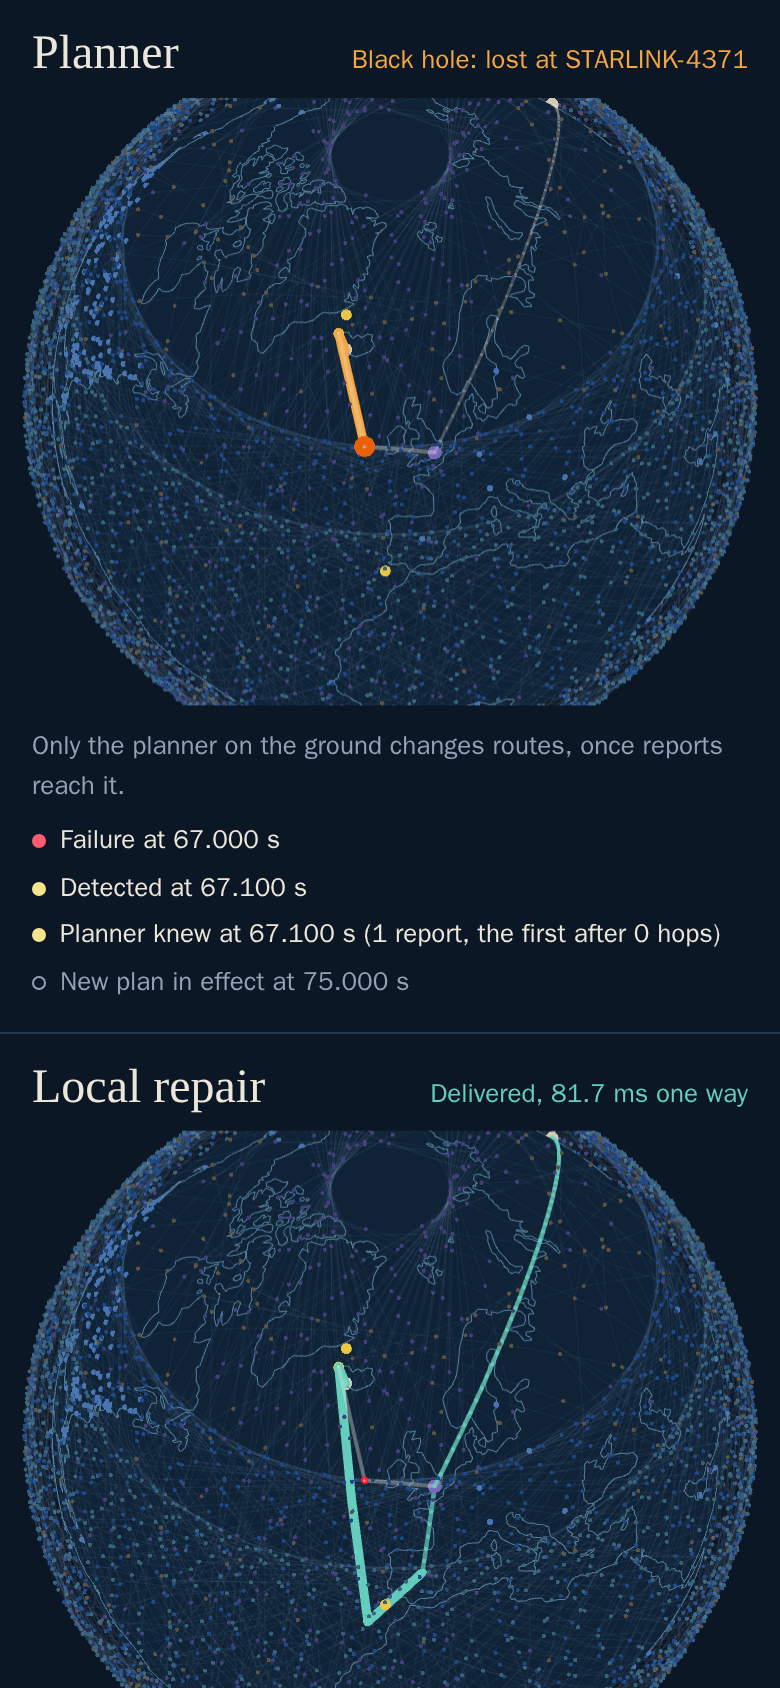 Planner
Black hole: lost at STARLINK-4371
Only the planner on the ground changes routes, once reports
reach it.
Failure at 67.000 s
Detected at 67.100 s
Planner knew at 67.100 s (1 report, the first after 0 hops)
New plan in effect at 75.000 s
Local repair
Delivered, 81.7 ms one way